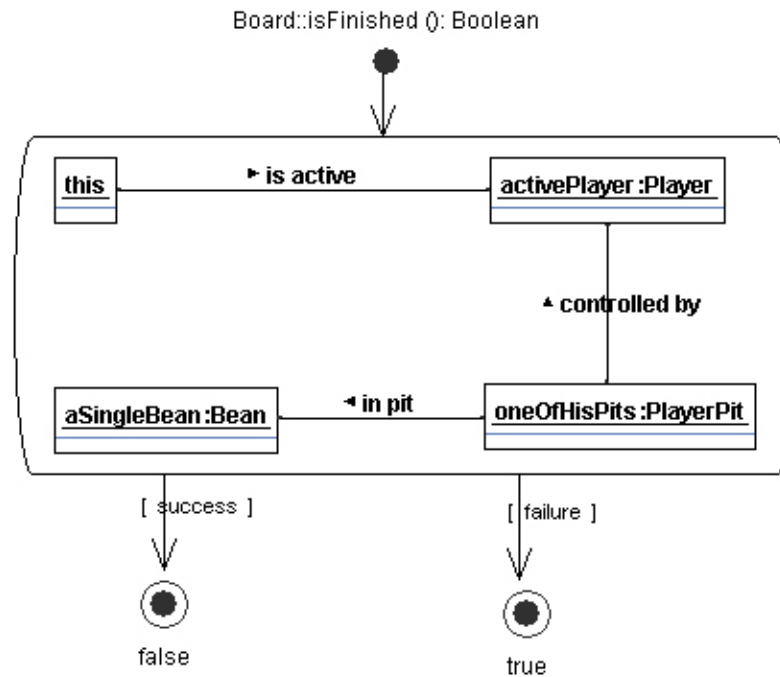 Board::isFinished (): Boolean
this
► is active
activePlayer :Player
▲ controlled by
aSingleBean :Bean
◄ in pit
oneOfHisPits :PlayerPit
[ success ]
[ failure ]
false
true